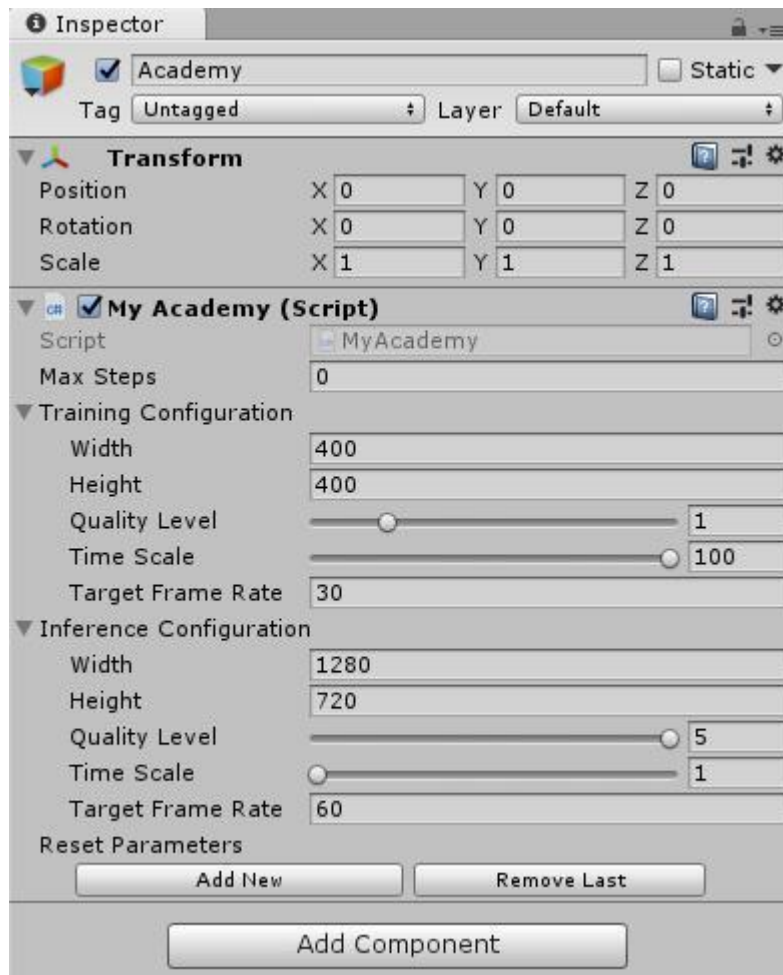 Inspector
Academy Static
Tag Untagged Layer Default
Transform
Position X 0 Y 0 Z 0
Rotation X 0 Y 0 Z 0
Scale X 1 Y 1 Z 1
C# My Academy (Script)
Script MyAcademy
Max Steps 0
Training Configuration
Width 400
Height 400
Quality Level 1
Time Scale 100
Target Frame Rate 30
Inference Configuration
Width 1280
Height 720
Quality Level 5
Time Scale 1
Target Frame Rate 60
Reset Parameters
Add New Remove Last
Add Component